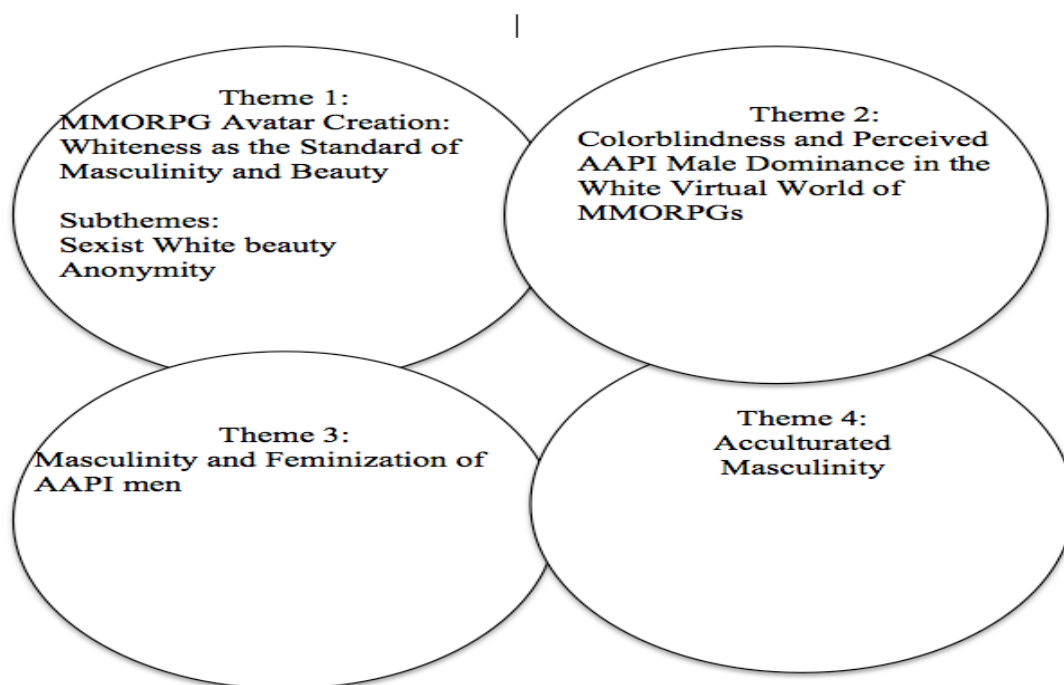 Theme 1:
MMORPG Avatar Creation:
Whiteness as the Standard of
Masculinity and Beauty
Subthemes:
Sexist White beauty
Anonymity
Theme 2:
Colorblindness and Perceived
AAPI Male Dominance in the
White Virtual World of
MMORPGs
Theme 3:
Masculinity and Feminization of
AAPI men
Theme 4:
Acculturated
Masculinity